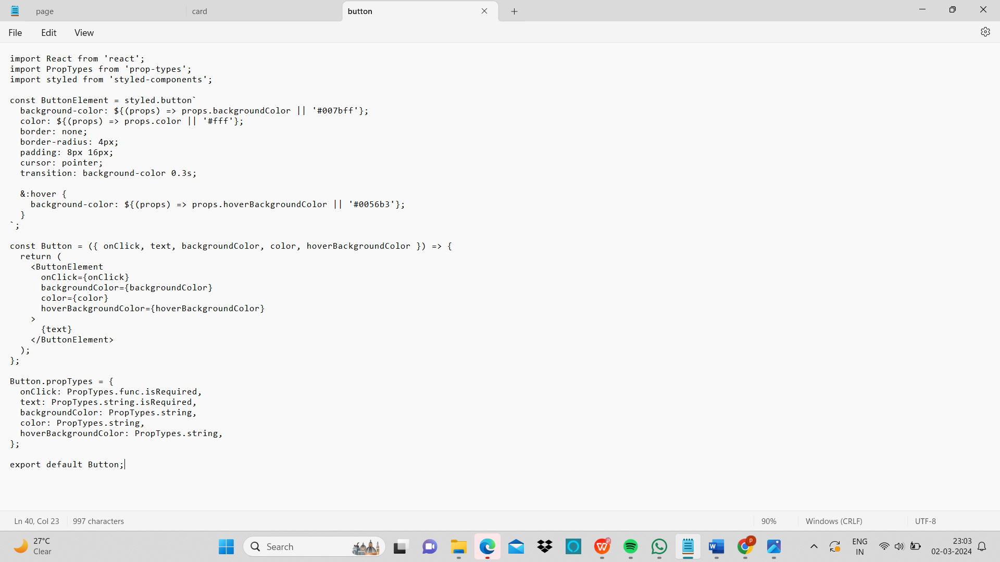 page
card
button
File
Edit
View
import React from 'react';
import PropTypes from 'prop-types';
import styled from 'styled-components';

const ButtonElement = styled.button`
  background-color: ${(props) => props.backgroundColor || '#007bff'};
  color: ${(props) => props.color || '#fff'};
  border: none;
  border-radius: 4px;
  padding: 8px 16px;
  cursor: pointer;
  transition: background-color 0.3s;

  &:hover {
    background-color: ${(props) => props.hoverBackgroundColor || '#0056b3'};
  }
`;

const Button = ({ onClick, text, backgroundColor, color, hoverBackgroundColor }) => {
  return (
    <ButtonElement
      onClick={onClick}
      backgroundColor={backgroundColor}
      color={color}
      hoverBackgroundColor={hoverBackgroundColor}
    >
      {text}
    </ButtonElement>
  );
};

Button.propTypes = {
  onClick: PropTypes.func.isRequired,
  text: PropTypes.string.isRequired,
  backgroundColor: PropTypes.string,
  color: PropTypes.string,
  hoverBackgroundColor: PropTypes.string,
};

export default Button;
Ln 40, Col 23
997 characters
90%
Windows (CRLF)
UTF-8
27°C
Clear
Search
ENG
IN
23:03
02-03-2024